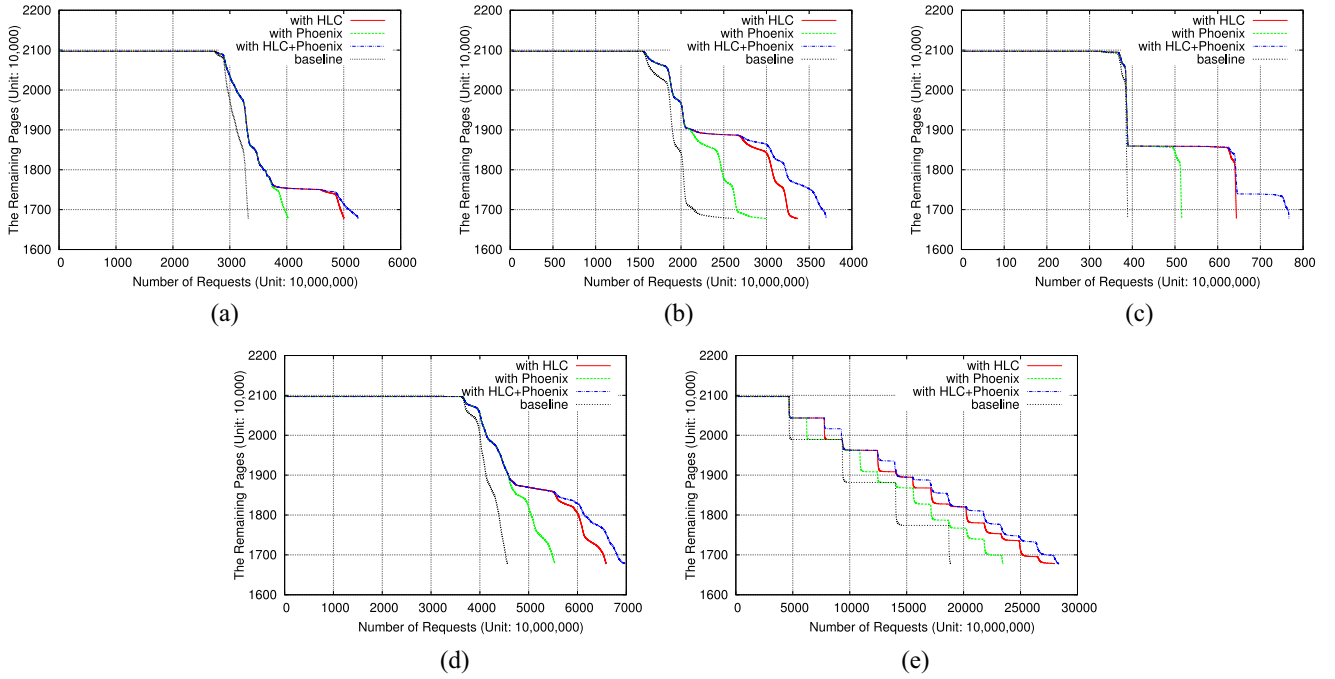 2200
2100
2000
1900
1800
1700
1600
The Remaining Pages (Unit: 10,000)
with HLC
with Phoenix
with HLC+Phoenix
baseline
0 1000 2000 3000 4000 5000 6000
Number of Requests (Unit: 10,000,000)
(a)
2200
2100
2000
1900
1800
1700
1600
The Remaining Pages (Unit: 10,000)
with HLC
with Phoenix
with HLC+Phoenix
baseline
0 500 1000 1500 2000 2500 3000 3500 4000
Number of Requests (Unit: 10,000,000)
(b)
2200
2100
2000
1900
1800
1700
1600
The Remaining Pages (Unit: 10,000)
with HLC
with Phoenix
with HLC+Phoenix
baseline
0 100 200 300 400 500 600 700 800
Number of Requests (Unit: 10,000,000)
(c)
2200
2100
2000
1900
1800
1700
1600
The Remaining Pages (Unit: 10,000)
with HLC
with Phoenix
with HLC+Phoenix
baseline
0 1000 2000 3000 4000 5000 6000 7000
Number of Requests (Unit: 10,000,000)
(d)
2200
2100
2000
1900
1800
1700
1600
The Remaining Pages (Unit: 10,000)
with HLC
with Phoenix
with HLC+Phoenix
baseline
0 5000 10000 15000 20000 25000 30000
Number of Requests (Unit: 10,000,000)
(e)